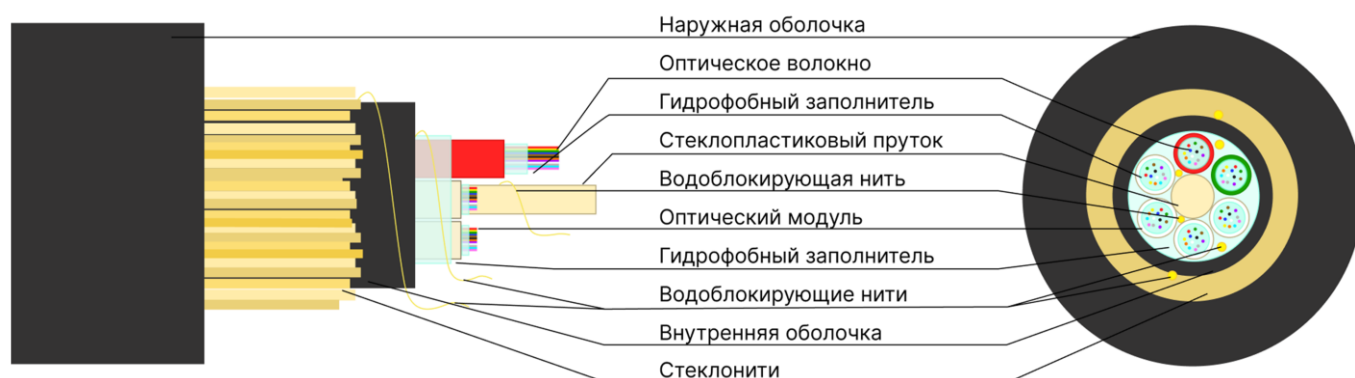 Наружная оболочка
Оптическое волокно
Гидрофобный заполнитель
Стеклопластиковый пруток
Водоблокирующая нить
Оптический модуль
Гидрофобный заполнитель
Водоблокирующие нити
Внутренняя оболочка
Стеклонити